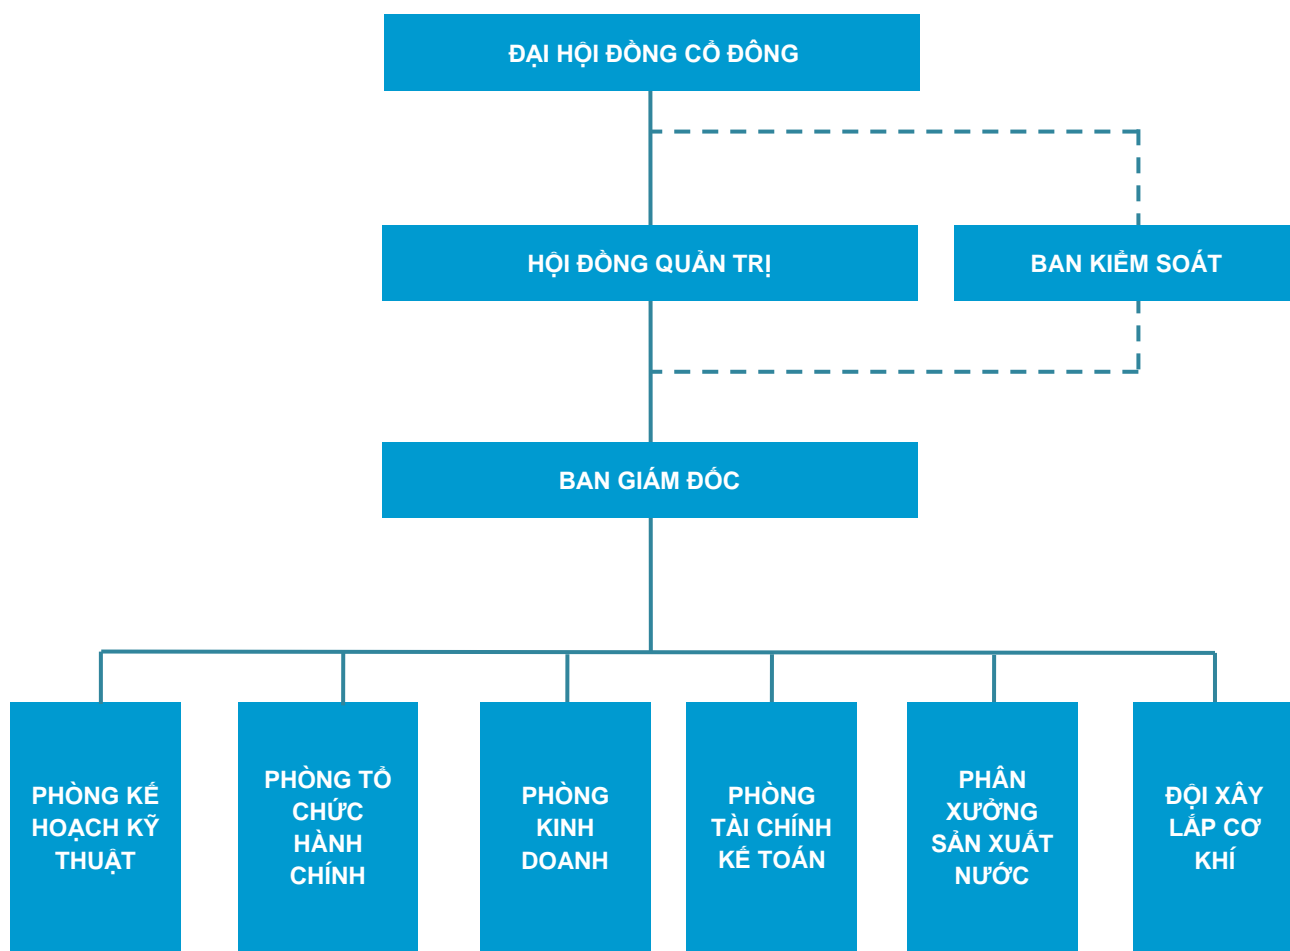 ĐẠI HỘI ĐỒNG CỔ ĐÔNG
HỘI ĐỒNG QUẢN TRỊ
BAN KIỂM SOÁT
BAN GIÁM ĐỐC
PHÒNG KẾ
HOẠCH KỸ
THUẬT
PHÒNG TỔ
CHỨC
HÀNH
CHÍNH
PHÒNG
KINH
DOANH
PHÒNG
TÀI CHÍNH
KẾ TOÁN
PHÂN
XƯỞNG
SẢN XUẤT
NƯỚC
ĐỘI XÂY
LẮP CƠ
KHÍ